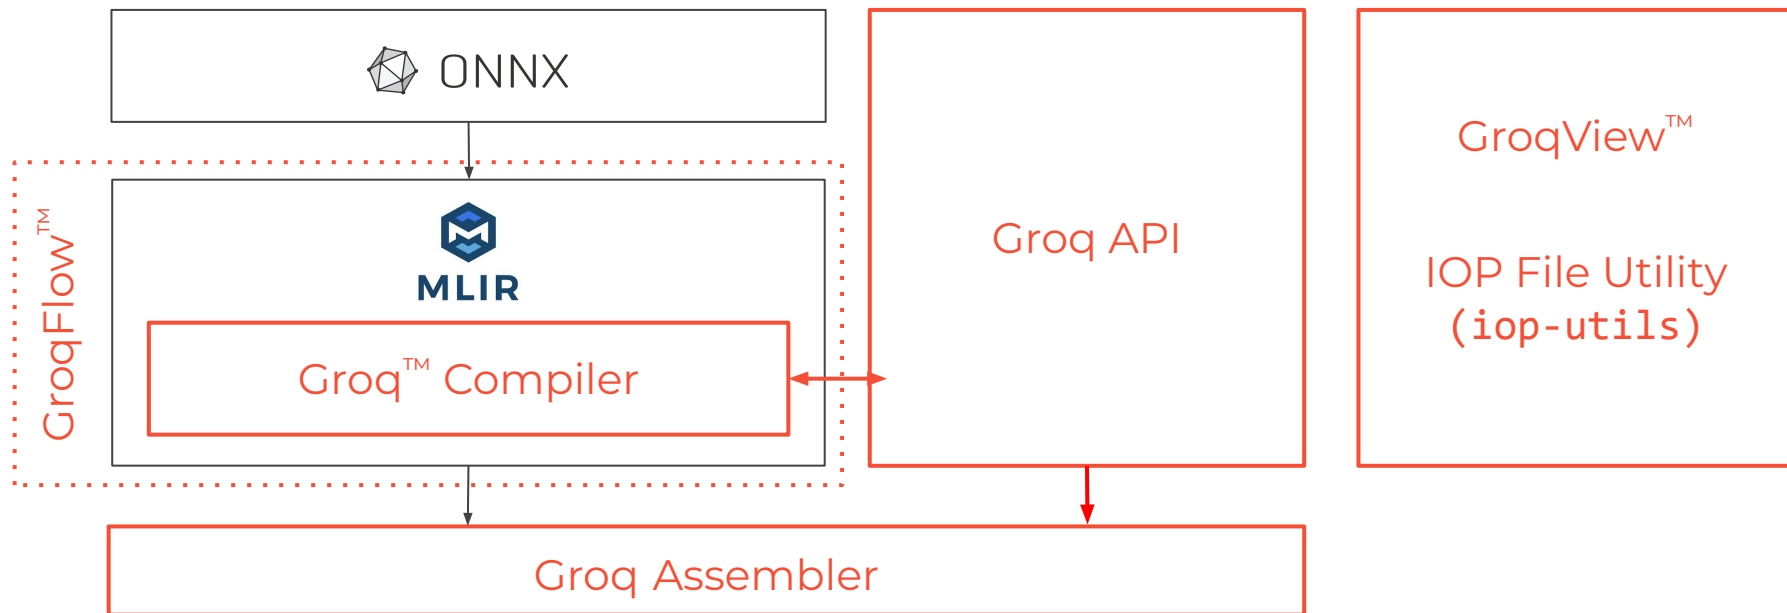 ONNX
GroqFlow™
MLIR
Groq™ Compiler
Groq API
GroqView™
IOP File Utility
(iop-utils)
Groq Assembler